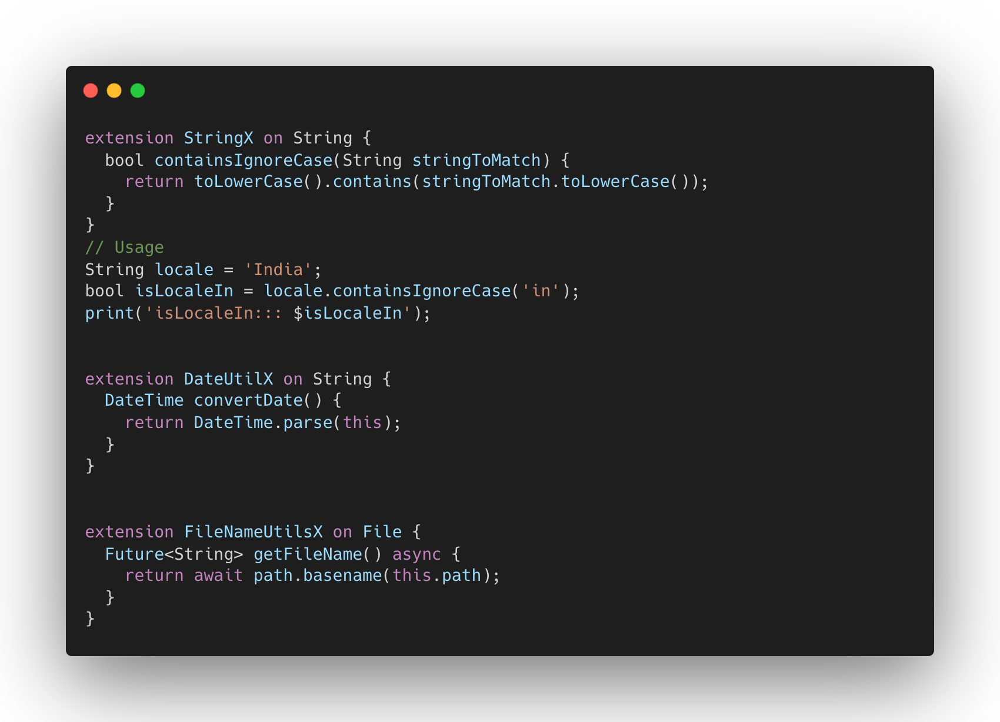 extension StringX on String {
  bool containsIgnoreCase(String stringToMatch) {
    return toLowerCase().contains(stringToMatch.toLowerCase());
  }
}
// Usage
String locale = 'India';
bool isLocaleIn = locale.containsIgnoreCase('in');
print('isLocaleIn::: $isLocaleIn');
extension DateUtilX on String {
  DateTime convertDate() {
    return DateTime.parse(this);
  }
}
extension FileNameUtilsX on File {
  Future<String> getFileName() async {
    return await path.basename(this.path);
  }
}